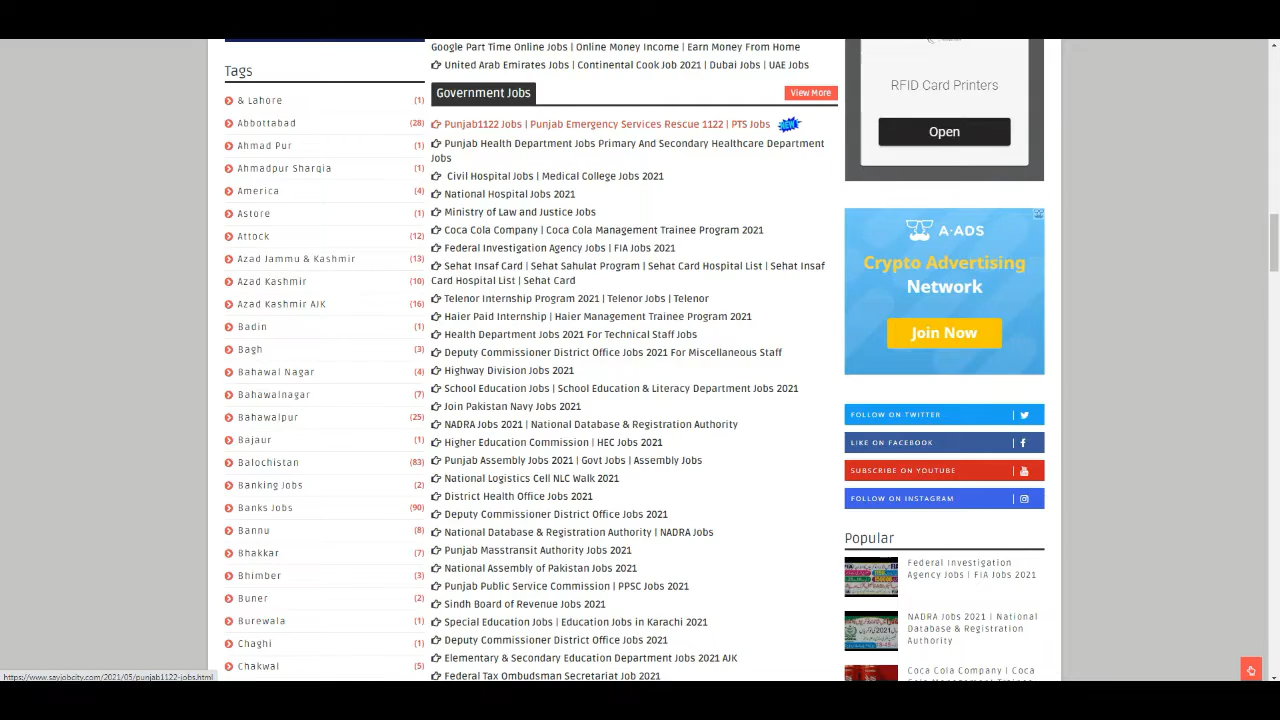 Tags
& Lahore (1)
Abbottabad (28)
Ahmad Pur (1)
Ahmadpur Sharqia (1)
America (4)
Astore (1)
Attock (12)
Azad Jammu & Kashmir (13)
Azad Kashmir (10)
Azad Kashmir AJK (16)
Badin (1)
Bagh (3)
Bahawal Nagar (4)
Bahawalnagar (7)
Bahawalpur (25)
Bajaur (1)
Balochistan (83)
Banking Jobs (2)
Banks Jobs (90)
Bannu (8)
Bhakkar (7)
Bhimber (3)
Buner (2)
Burewala (1)
Chaghi (1)
Chakwal (5)
https://www.sayjobcity.com/2021/05/punjab1122-jobs.html
Google Part Time Online Jobs | Online Money Income | Earn Money From Home
United Arab Emirates Jobs | Continental Cook Job 2021 | Dubai Jobs | UAE Jobs
Government Jobs View More
Punjab1122 Jobs | Punjab Emergency Services Rescue 1122 | PTS Jobs NEW
Punjab Health Department Jobs Primary And Secondary Healthcare Department
Jobs
Civil Hospital Jobs | Medical College Jobs 2021
National Hospital Jobs 2021
Ministry of Law and Justice Jobs
Coca Cola Company | Coca Cola Management Trainee Program 2021
Federal Investigation Agency Jobs | FIA Jobs 2021
Sehat Insaf Card | Sehat Sahulat Program | Sehat Card Hospital List | Sehat Insaf
Card Hospital List | Sehat Card
Telenor Internship Program 2021 | Telenor Jobs | Telenor
Haier Paid Internship | Haier Management Trainee Program 2021
Health Department Jobs 2021 For Technical Staff Jobs
Deputy Commissioner District Office Jobs 2021 For Miscellaneous Staff
Highway Division Jobs 2021
School Education Jobs | School Education & Literacy Department Jobs 2021
Join Pakistan Navy Jobs 2021
NADRA Jobs 2021 | National Database & Registration Authority
Higher Education Commission | HEC Jobs 2021
Punjab Assembly Jobs 2021 | Govt Jobs | Assembly Jobs
National Logistics Cell NLC Walk 2021
District Health Office Jobs 2021
Deputy Commissioner District Office Jobs 2021
National Database & Registration Authority | NADRA Jobs
Punjab Masstransit Authority Jobs 2021
National Assembly of Pakistan Jobs 2021
Punjab Public Service Commission | PPSC Jobs 2021
Sindh Board of Revenue Jobs 2021
Special Education Jobs | Education Jobs in Karachi 2021
Deputy Commissioner District Office Jobs 2021
Elementary & Secondary Education Department Jobs 2021 AJK
Federal Tax Ombudsman Secretariat Job 2021
RFID Card Printers
Open
A-ADS
Crypto Advertising
Network
Join Now
FOLLOW ON TWITTER
LIKE ON FACEBOOK
SUBSCRIBE ON YOUTUBE
FOLLOW ON INSTAGRAM
Popular
Federal Investigation
Agency Jobs | FIA Jobs 2021
NADRA Jobs 2021 | National
Database & Registration
Authority
Coca Cola Company | Coca
Cola Management Trainee